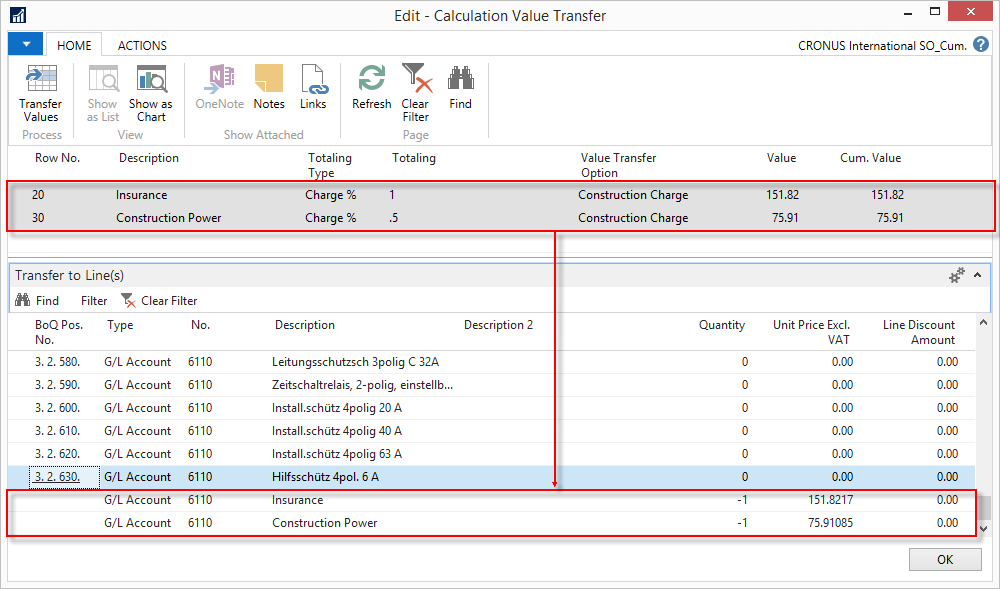 Edit - Calculation Value Transfer
HOME ACTIONS CRONUS International SO_Cum. ?
Transfer Values Show as List Show as Chart OneNote Notes Links Refresh Clear Filter Find
Process View Show Attached Page
Row No. Description Totaling Type Totaling Value Transfer Option Value Cum. Value
20 Insurance Charge % 1 Construction Charge 151.82 151.82
30 Construction Power Charge % .5 Construction Charge 75.91 75.91
Transfer to Line(s)
Find Filter Clear Filter
BoQ Pos. No. Type No. Description Description 2 Quantity Unit Price Excl. VAT Line Discount Amount
3. 2. 580. G/L Account 6110 Leitungsschutzsch 3polig C 32A 0 0.00 0.00
3. 2. 590. G/L Account 6110 Zeitschaltrelais, 2-polig, einstellb... 0 0.00 0.00
3. 2. 600. G/L Account 6110 Install.schütz 4polig 20 A 0 0.00 0.00
3. 2. 610. G/L Account 6110 Install.schütz 4polig 40 A 0 0.00 0.00
3. 2. 620. G/L Account 6110 Install.schütz 4polig 63 A 0 0.00 0.00
3. 2. 630. G/L Account 6110 Hilfsschütz 4pol. 6 A 0 0.00 0.00
G/L Account 6110 Insurance -1 151.8217 0.00
G/L Account 6110 Construction Power -1 75.91085 0.00
OK